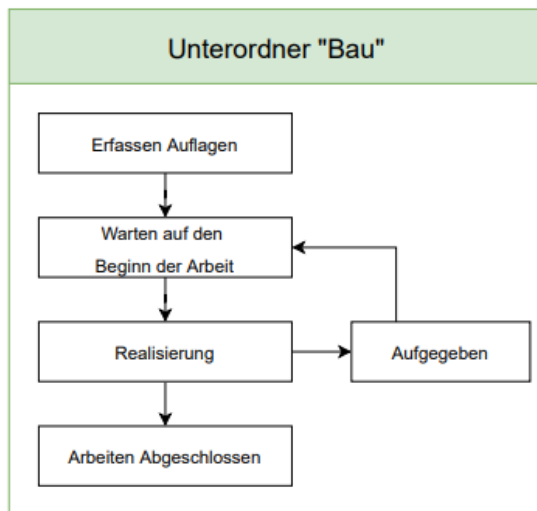 Unterordner "Bau"
Erfassen Auflagen
Warten auf den
Beginn der Arbeit
Realisierung
Aufgegeben
Arbeiten Abgeschlossen